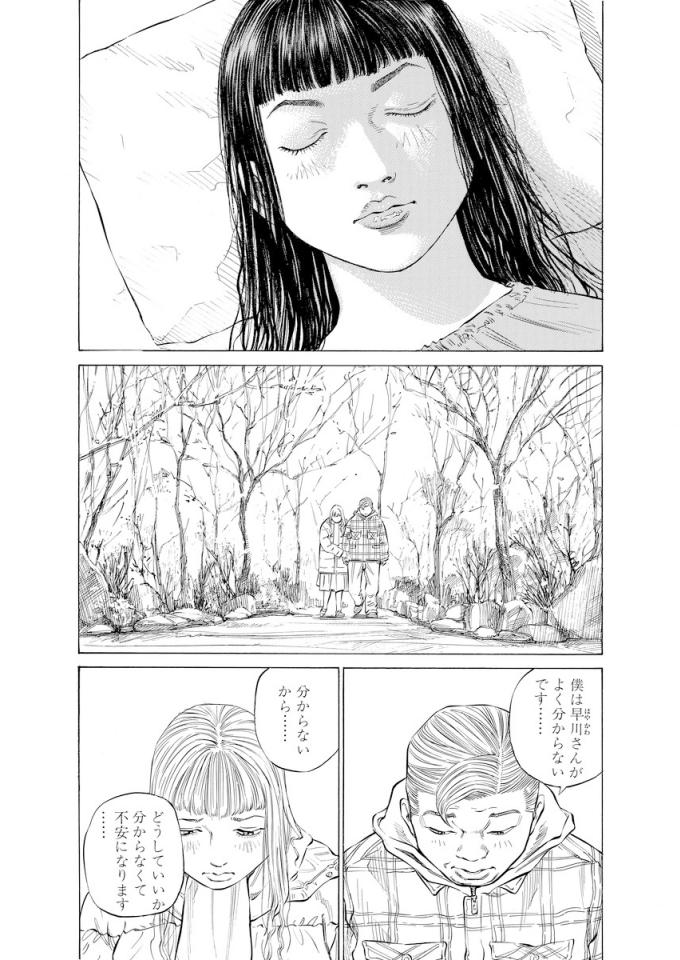 僕は早川さんが
よく分からない
です……
分からない
から……
どうしていいか
分からなくて
不安になります
……